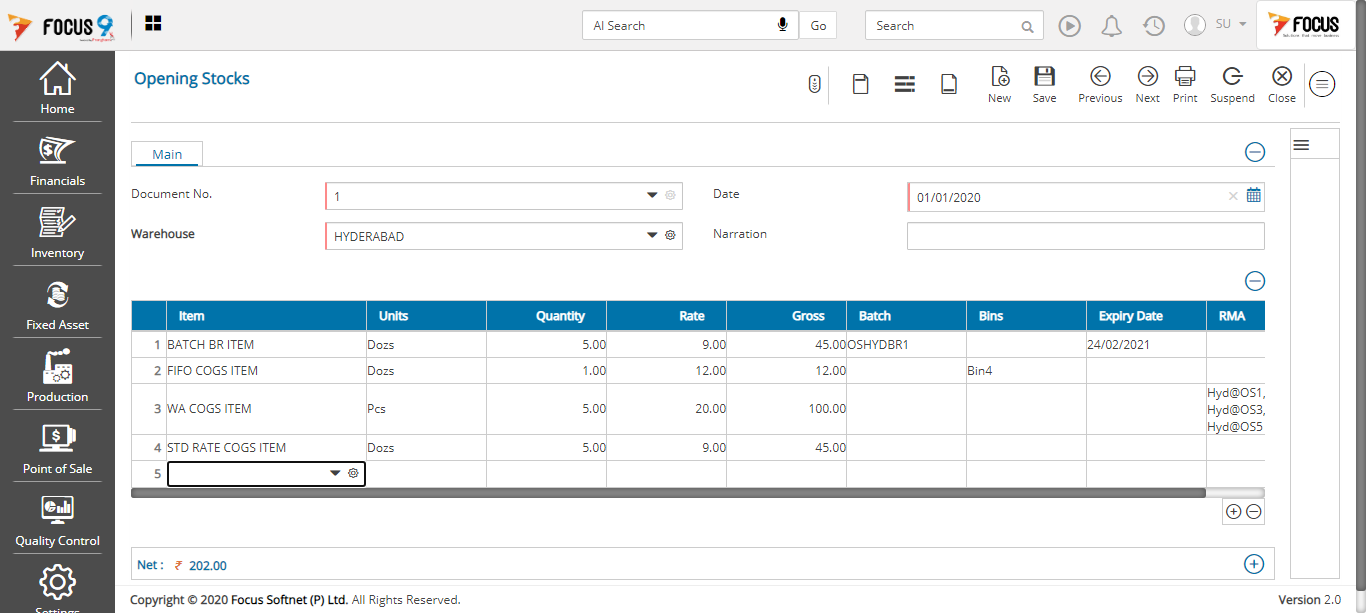 FOCUS 9
AI Search
Go
Search
SU
FOCUS
Home
Financials
Inventory
Fixed Asset
Production
Point of Sale
Quality Control
Settings
Opening Stocks
New Save Previous Next Print Suspend Close
Main
Document No. 1 Date 01/01/2020
Warehouse HYDERABAD Narration
Item Units Quantity Rate Gross Batch Bins Expiry Date RMA
1 BATCH BR ITEM Dozs 5.00 9.00 45.00 OSHYDBR1 24/02/2021
2 FIFO COGS ITEM Dozs 1.00 12.00 12.00 Bin4
3 WA COGS ITEM Pcs 5.00 20.00 100.00 Hyd@OS1,
Hyd@OS3,
Hyd@OS5
4 STD RATE COGS ITEM Dozs 5.00 9.00 45.00
5
Net : ₹ 202.00
Copyright © 2020 Focus Softnet (P) Ltd. All Rights Reserved. Version 2.0